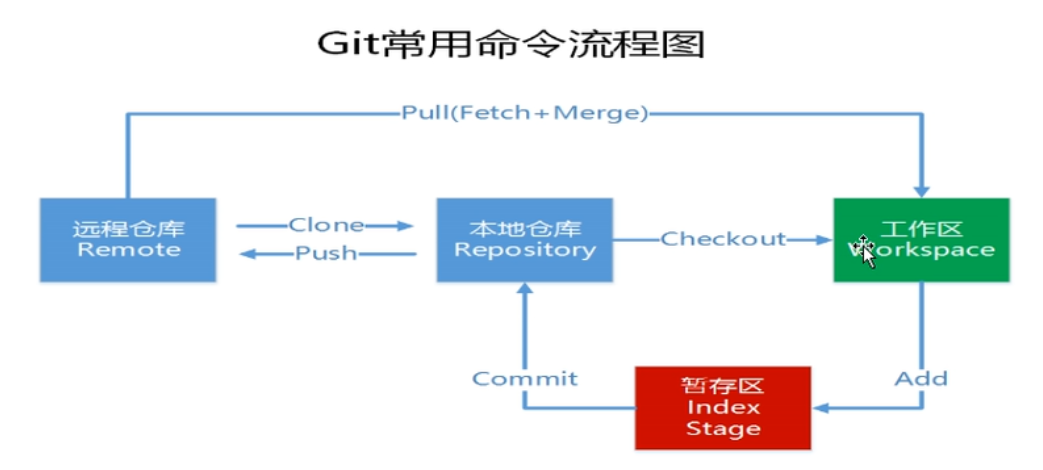 Git常用命令流程图
Pull(Fetch+Merge)
远程仓库
Remote
Clone
Push
本地仓库
Repository
Checkout
工作区
Workspace
Commit
暂存区
Index
Stage
Add